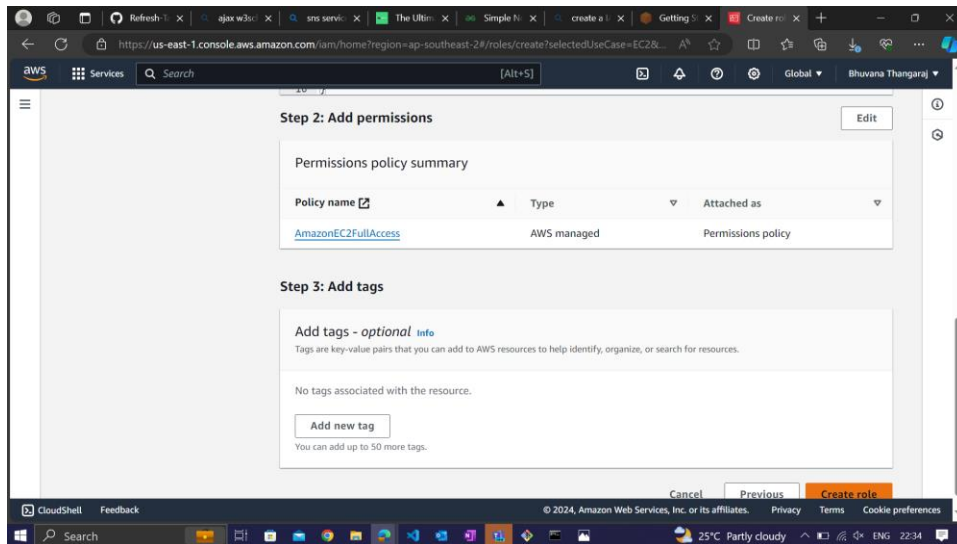 Refresh-T
ajax w3scl
sns servic
The Ultim
Simple N
create a l
Getting S
Create rol
https://us-east-1.console.aws.amazon.com/iam/home?region=ap-southeast-2#/roles/create?selectedUseCase=EC2&...
aws Services Search [Alt+S] Global Bhuvana Thangaraj
Step 2: Add permissions Edit
Permissions policy summary
Policy name Type Attached as
AmazonEC2FullAccess AWS managed Permissions policy
Step 3: Add tags
Add tags - optional Info
Tags are key-value pairs that you can add to AWS resources to help identify, organize, or search for resources.
No tags associated with the resource.
Add new tag
You can add up to 50 more tags.
Cancel Previous Create role
CloudShell Feedback © 2024, Amazon Web Services, Inc. or its affiliates. Privacy Terms Cookie preferences
Search 25°C Partly cloudy ENG 22:34